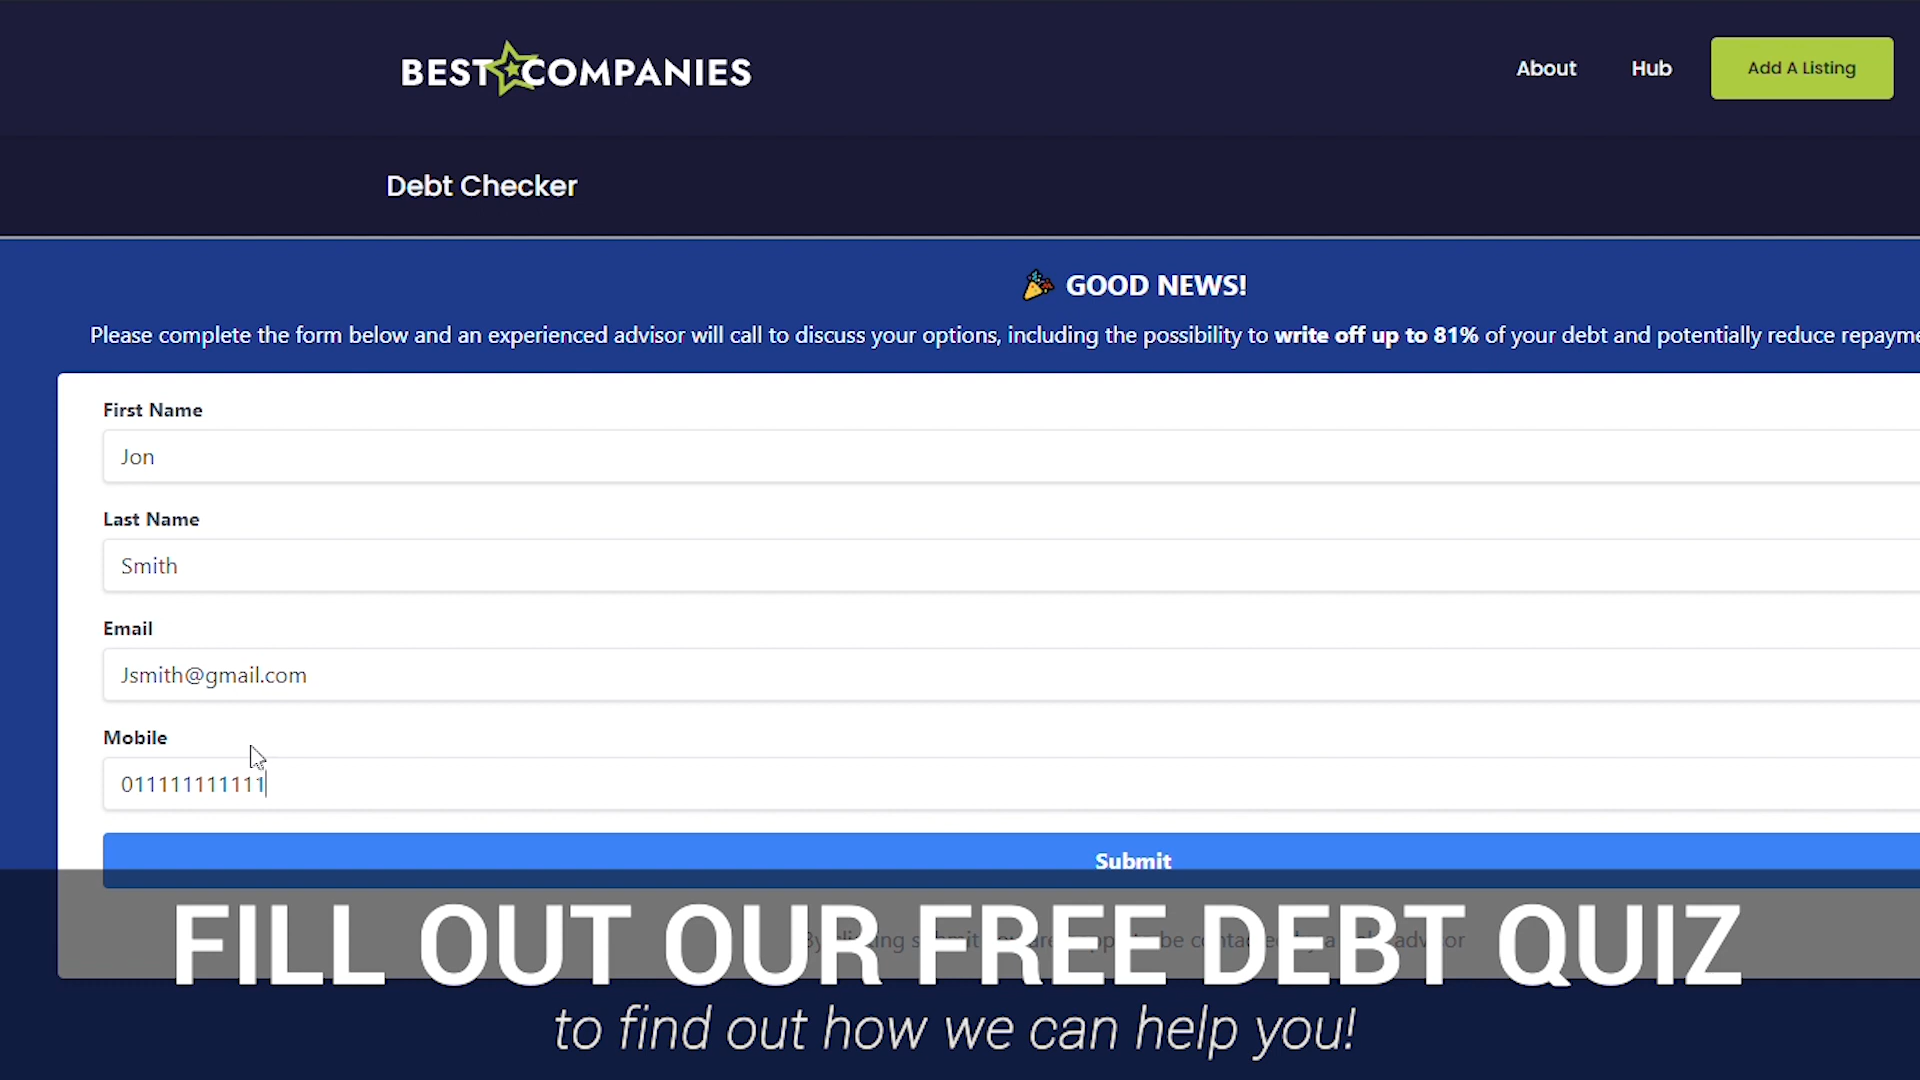 BEST COMPANIES
About
Hub
Add A Listing
Debt Checker
GOOD NEWS!
Please complete the form below and an experienced advisor will call to discuss your options, including the possibility to write off up to 81% of your debt and potentially reduce
First Name
Jon
Last Name
Smith
Email
Jsmith@gmail.com
Mobile
011111111111
Submit
FILL OUT OUR FREE DEBT QUIZ
to find out how we can help you!